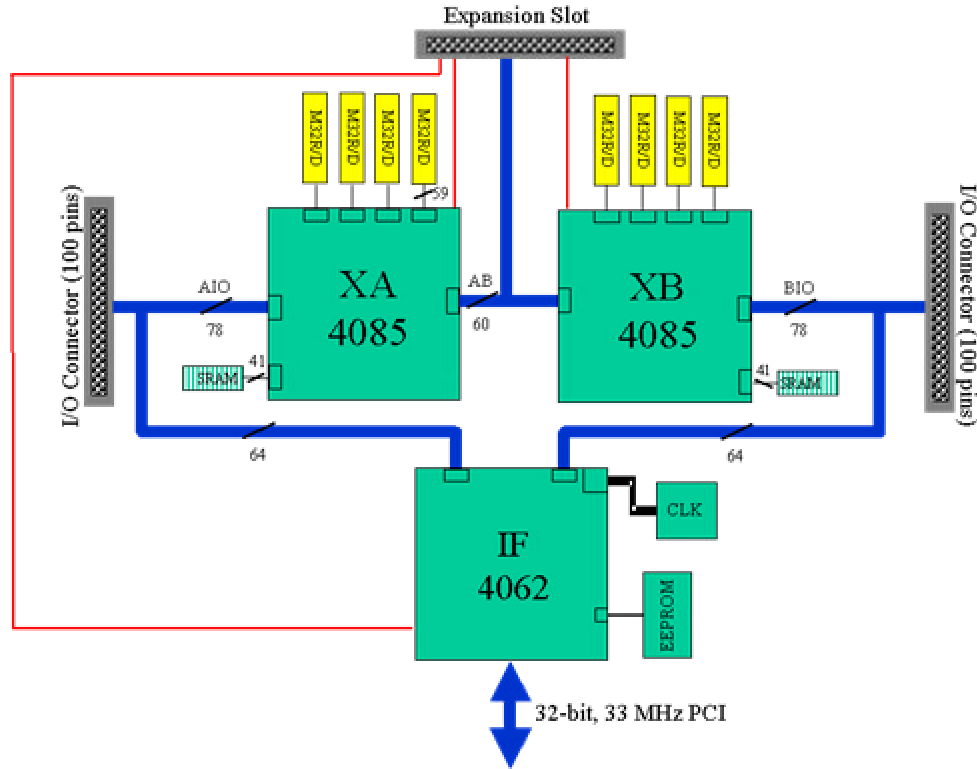 Expansion Slot
M32R/D
M32R/D
M32R/D
M32R/D
59
M32R/D
M32R/D
M32R/D
M32R/D
I/O Connector (100 pins)
AIO
78
XA
4085
AB
60
XB
4085
BIO
78
I/O Connector (100 pins)
SRAM
41
41
SRAM
64
64
IF
4062
CLK
EEPROM
32-bit, 33 MHz PCI